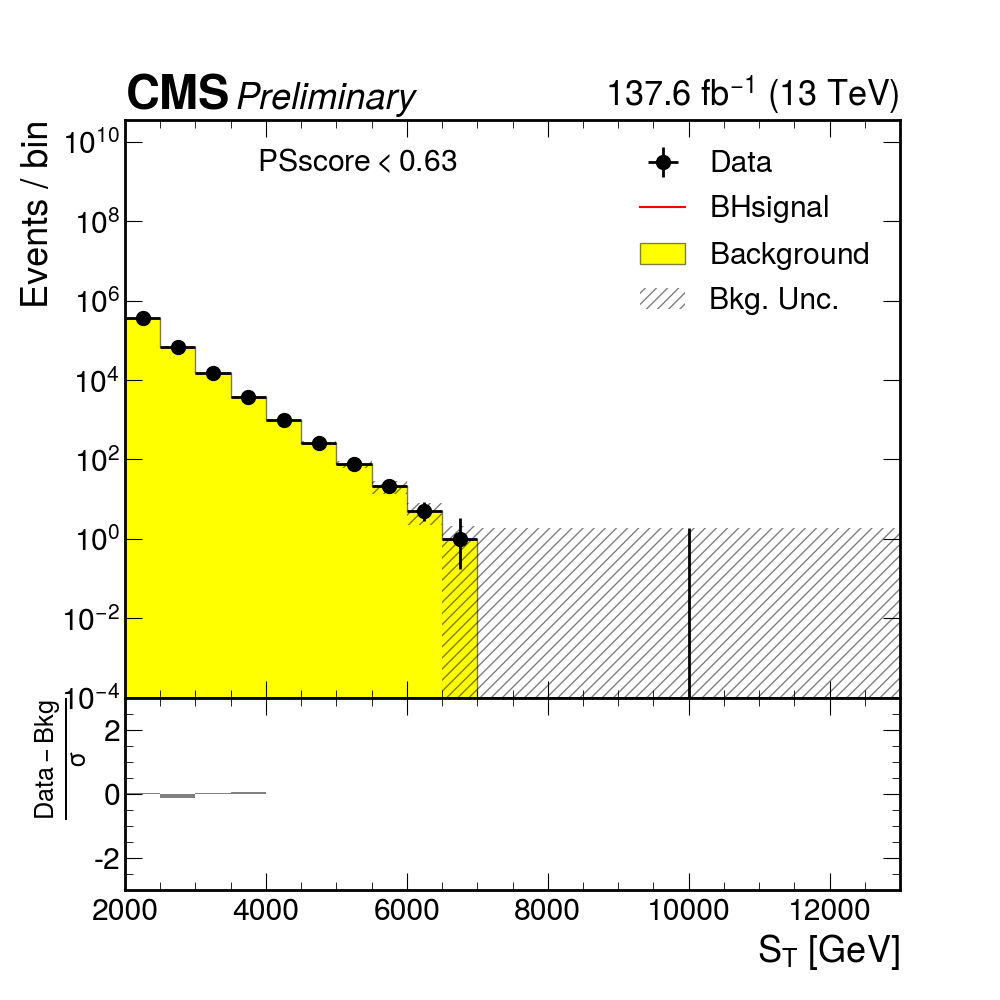 CMS Preliminary 137.6 fb⁻¹ (13 TeV)
Events / bin
10¹⁰
10⁸
10⁶
10⁴
10²
10⁰
10⁻²
10⁻⁴
PSscore < 0.63
Data
BHsignal
Background
Bkg. Unc.
Data – Bkg
σ
2
0
-2
2000 4000 6000 8000 10000 12000
S_T [GeV]